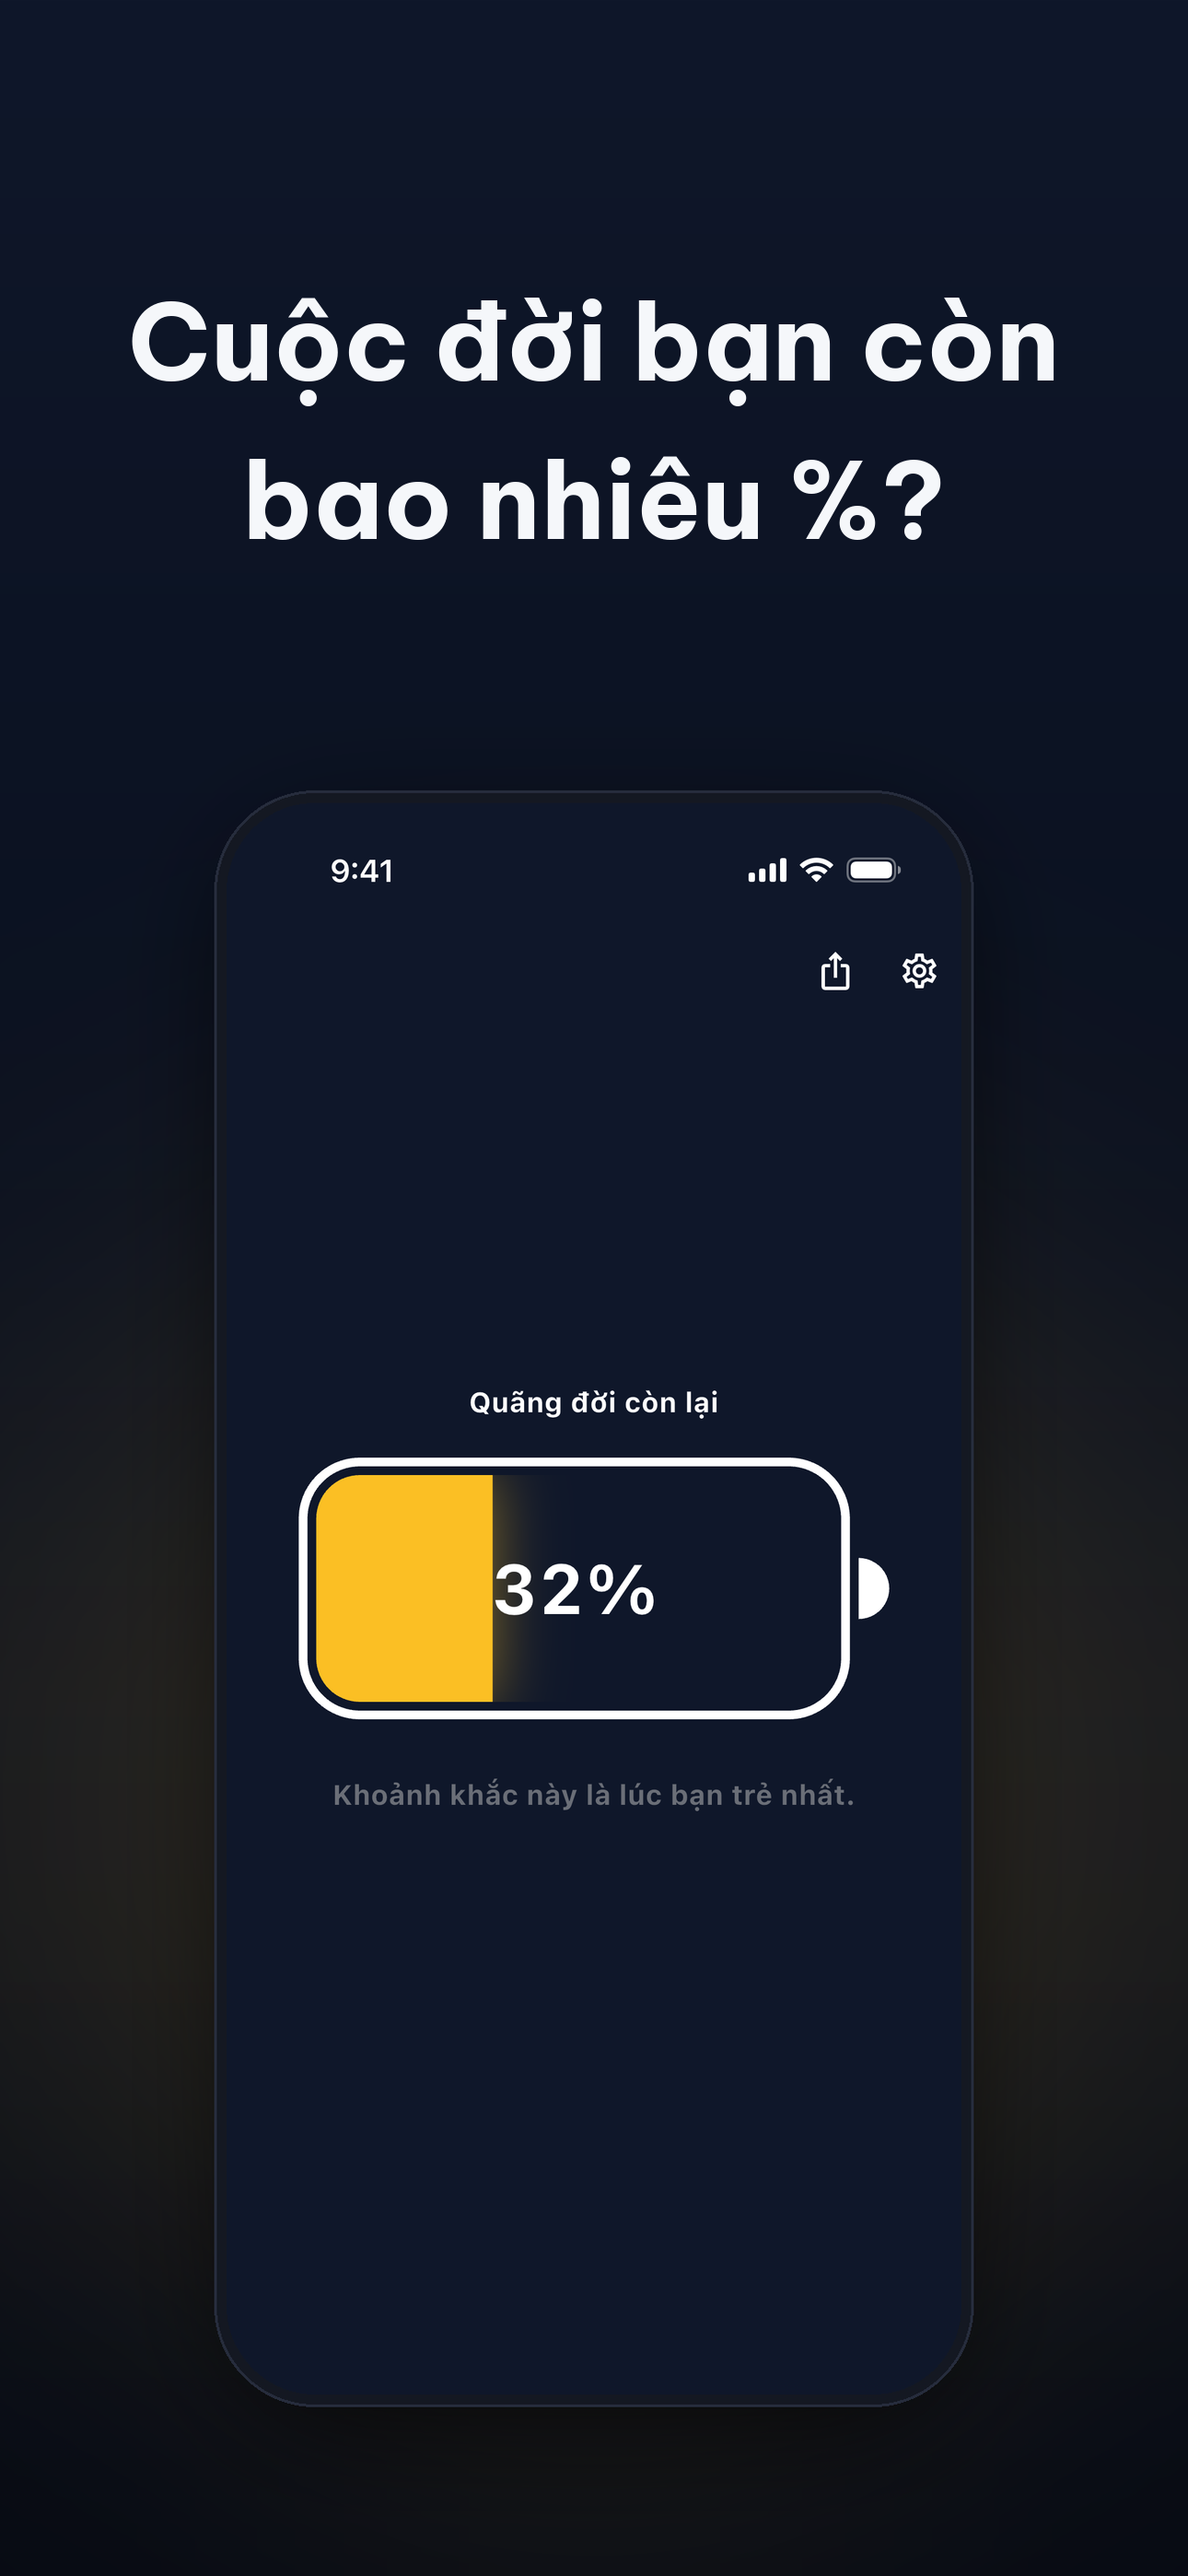 Cuộc đời bạn còn
bao nhiêu %?
9:41
Quãng đời còn lại
32%
Khoảnh khắc này là lúc bạn trẻ nhất.